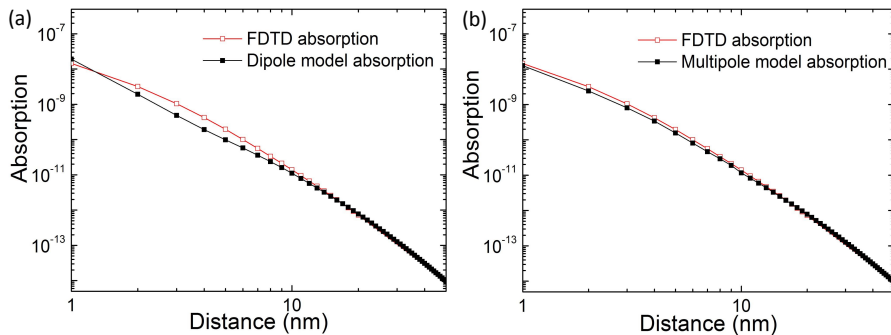 (a)
FDTD absorption
Dipole model absorption
10⁻⁷
10⁻⁹
10⁻¹¹
10⁻¹³
Absorption
1
10
Distance (nm)
(b)
FDTD absorption
Multipole model absorption
10⁻⁷
10⁻⁹
10⁻¹¹
10⁻¹³
Absorption
1
10
Distance (nm)